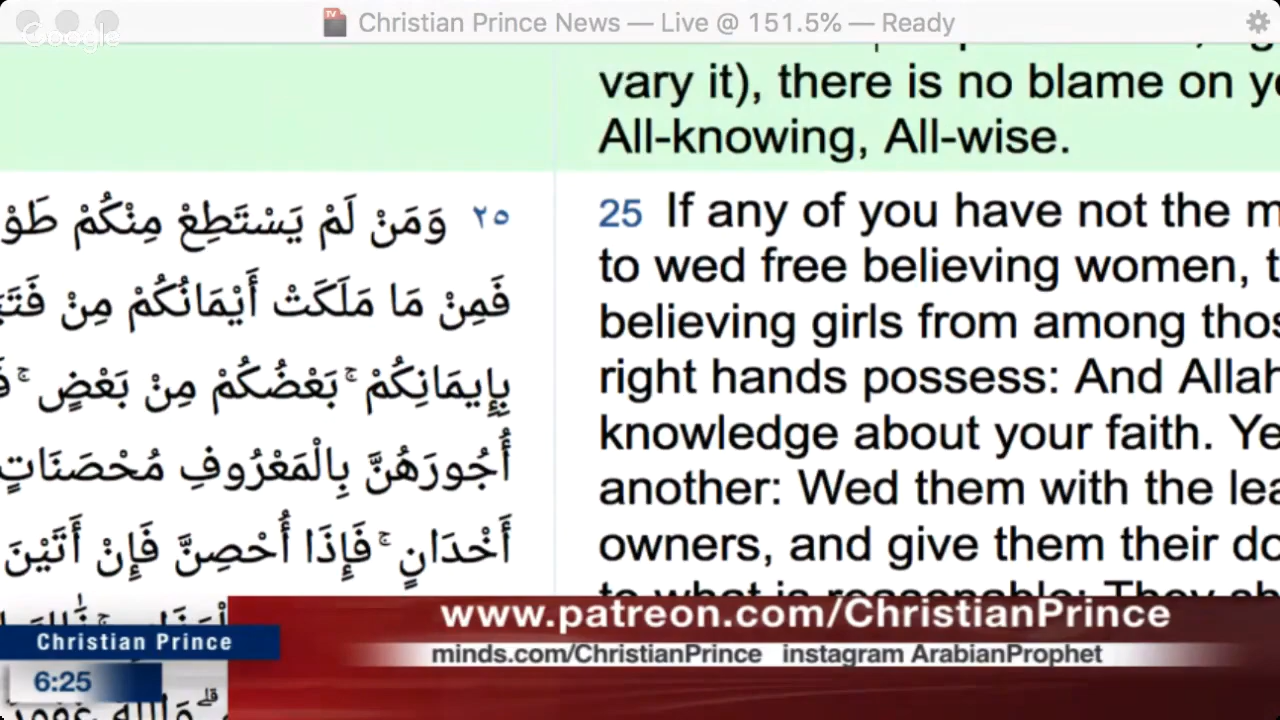 Christian Prince News — Live @ 151.5% — Ready
Google
vary it), there is no blame on
All-knowing, All-wise.
٢٥ وَمَنْ لَمْ يَسْتَطِعْ مِنْكُمْ
فَمِنْ مَا مَلَكَتْ أَيْمَانُكُمْ مِنْ
بِإِيمَانِكُمْ ۚ بَعْضُكُمْ مِنْ بَعْضٍ ۚ
أُجُورَهُنَّ بِالْمَعْرُوفِ مُحْصَنَاتٍ
أَخْدَانٍ ۚ فَإِذَا أُحْصِنَّ فَإِنْ أَتَيْنَ
25 If any of you have not the
to wed free believing women,
believing girls from among
right hands possess: And Allah
knowledge about your faith.
another: Wed them with the
owners, and give them their
www.patreon.com/ChristianPrince
Christian Prince
minds.com/ChristianPrince instagram ArabianProphet
6:25